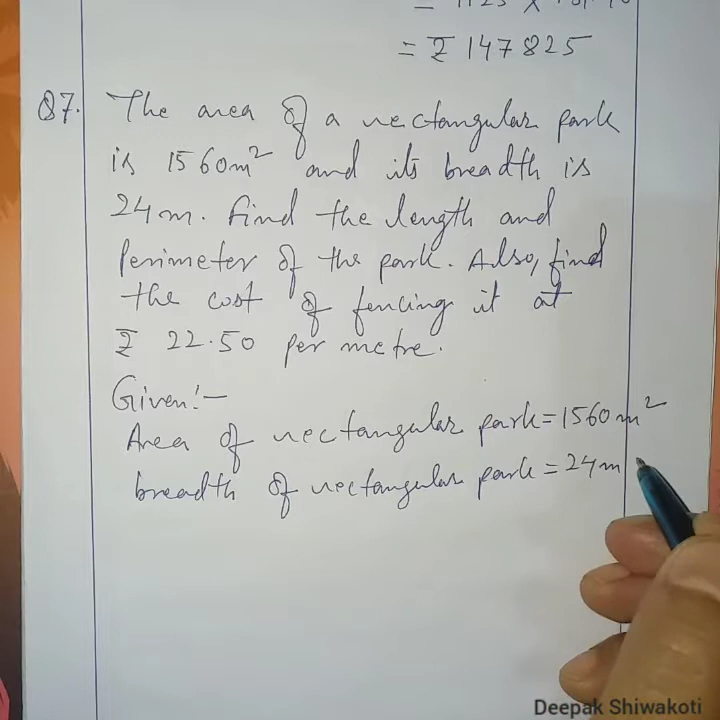 = ₹ 147825
Q7. The area of a rectangular park
is 1560m² and its breadth is
24m. Find the length and
Perimeter of the park. Also, find
the cost of fencing it at
₹ 22.50 per metre.
Given:-
Area of rectangular park = 1560m²
breadth of rectangular park = 24m
Deepak Shiwakoti